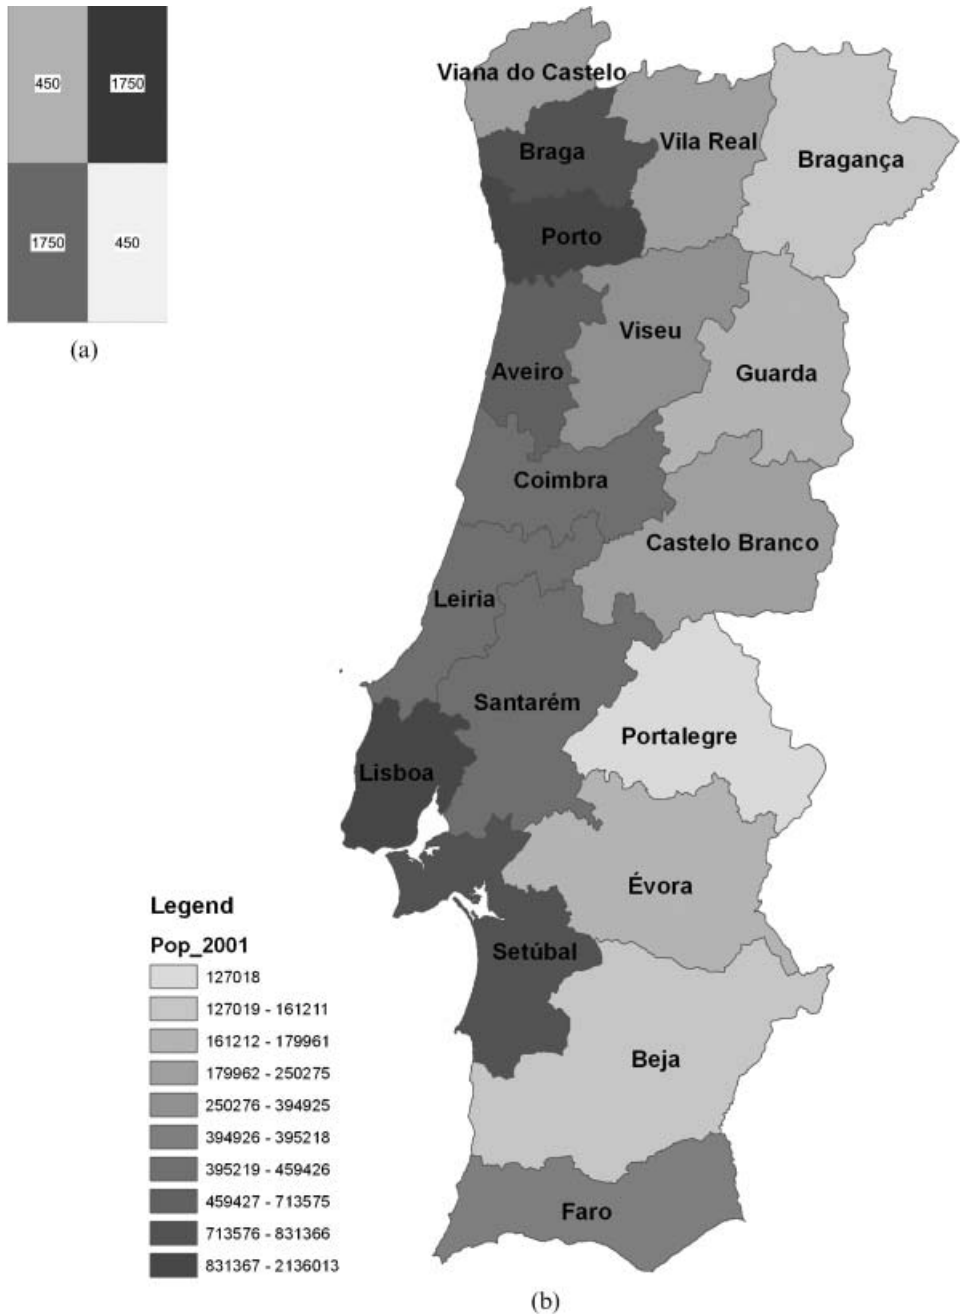 450
1750
1750
450
(a)
Viana do Castelo
Braga
Vila Real
Bragança
Porto
Viseu
Aveiro
Guarda
Coimbra
Castelo Branco
Leiria
Santarém
Portalegre
Lisboa
Évora
Setúbal
Beja
Faro
Legend
Pop_2001
127018
127019 - 161211
161212 - 179961
179962 - 250275
250276 - 394925
394926 - 395218
395219 - 459426
459427 - 713575
713576 - 831366
831367 - 2136013
(b)